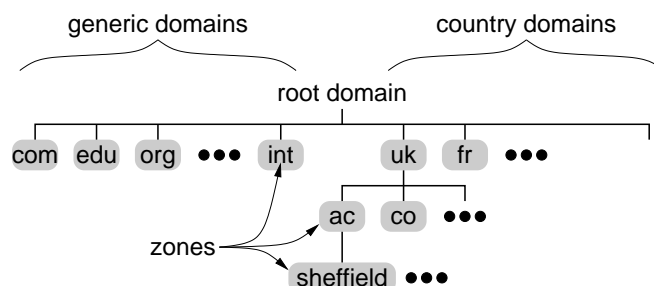 generic domains country domains
root domain
com edu org ●●● int uk fr ●●●
ac co ●●●
zones
sheffield ●●●